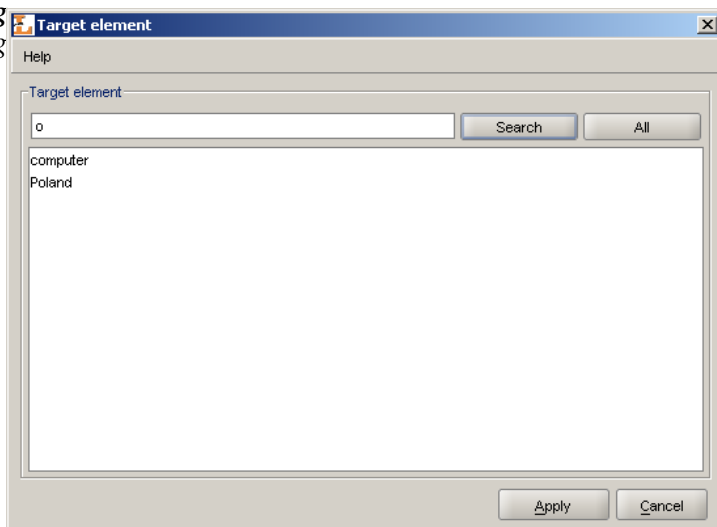 g
Target element
g
Help
Target element
o Search All
computer
Poland
Apply Cancel